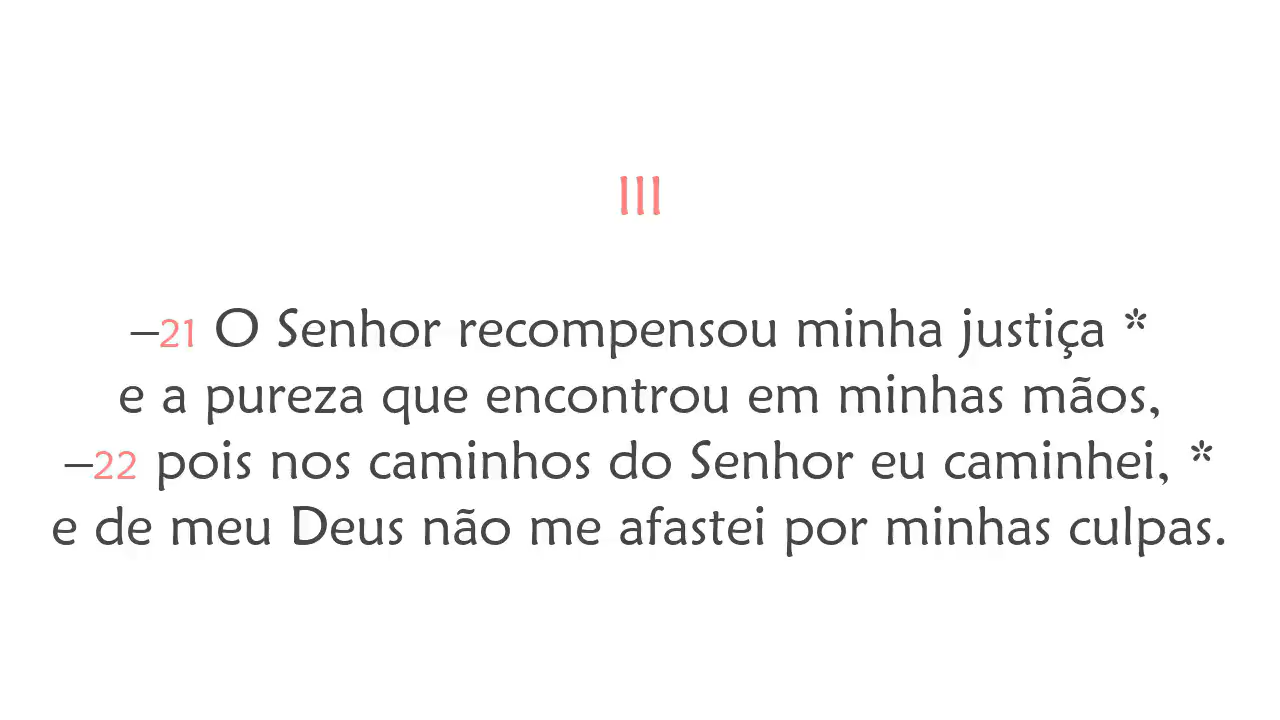 III
–21 O Senhor recompensou minha justiça *
e a pureza que encontrou em minhas mãos,
–22 pois nos caminhos do Senhor eu caminhei, *
e de meu Deus não me afastei por minhas culpas.